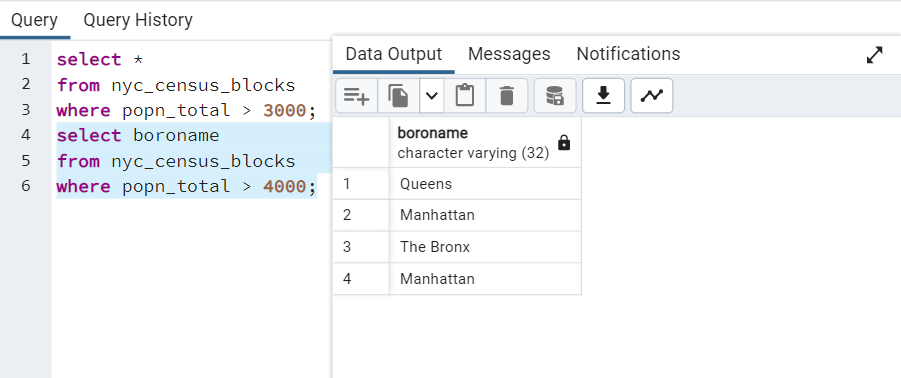 Query Query History
1 select *
2 from nyc_census_blocks
3 where popn_total > 3000;
4 select boroname
5 from nyc_census_blocks
6 where popn_total > 4000;
Data Output Messages Notifications
boroname
character varying (32)
1 Queens
2 Manhattan
3 The Bronx
4 Manhattan